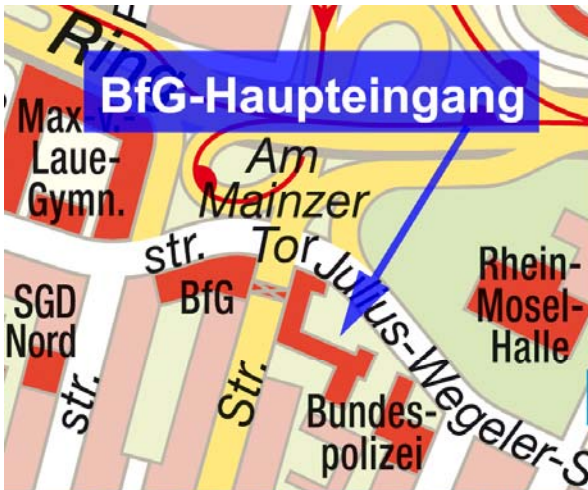 Ring
BfG-Haupteingang
Max-v.-
Laue-
Gymn.
Am
Mainzer
Tor
str.
BfG
SGD
Nord
str.
Str.
Julius-Wegeler-S
Rhein-
Mosel-
Halle
Bundes-
polizei